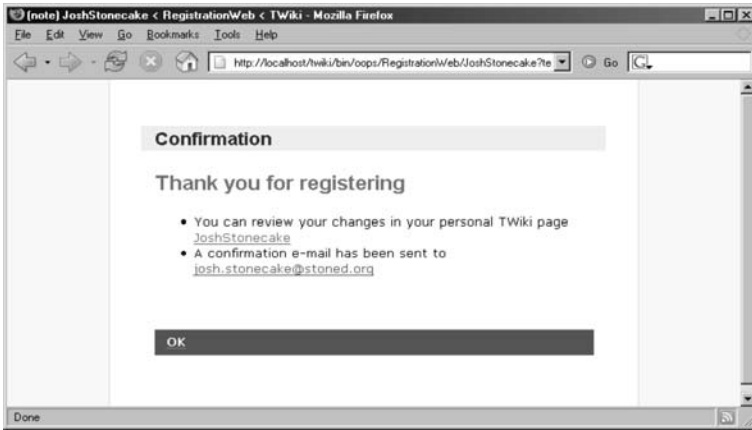 (note) JoshStonecake < RegistrationWeb < TWiki - Mozilla Firefox
File Edit View Go Bookmarks Tools Help
http://localhost/twiki/bin/oops/RegistrationWeb/JoshStonecake?te Go G
Confirmation
Thank you for registering
• You can review your changes in your personal TWiki page
JoshStonecake
• A confirmation e-mail has been sent to
josh.stonecake@stoned.org
OK
Done